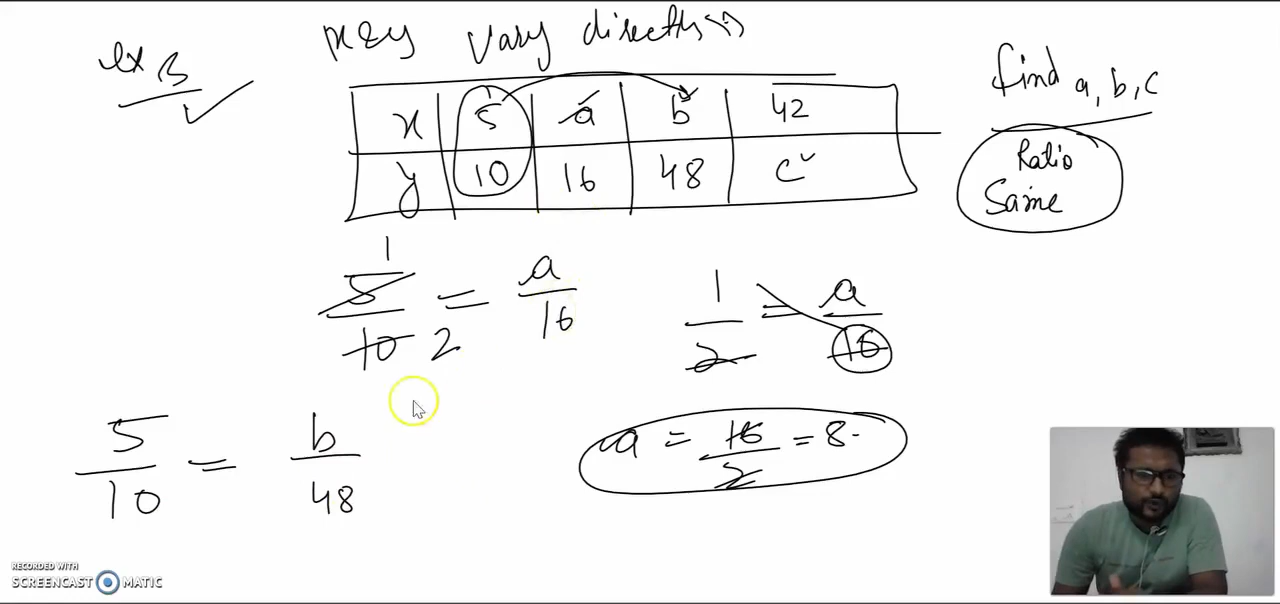 ex 3
x & y vary directly
find a, b, c
x 5 a b 42
y 10 16 48 c
Ratio
Same
5/10 = a/16
1
2
1/2 = a/16
5/10 = b/48
a = 16/2 = 8
RECORDED WITH
SCREENCAST MATIC